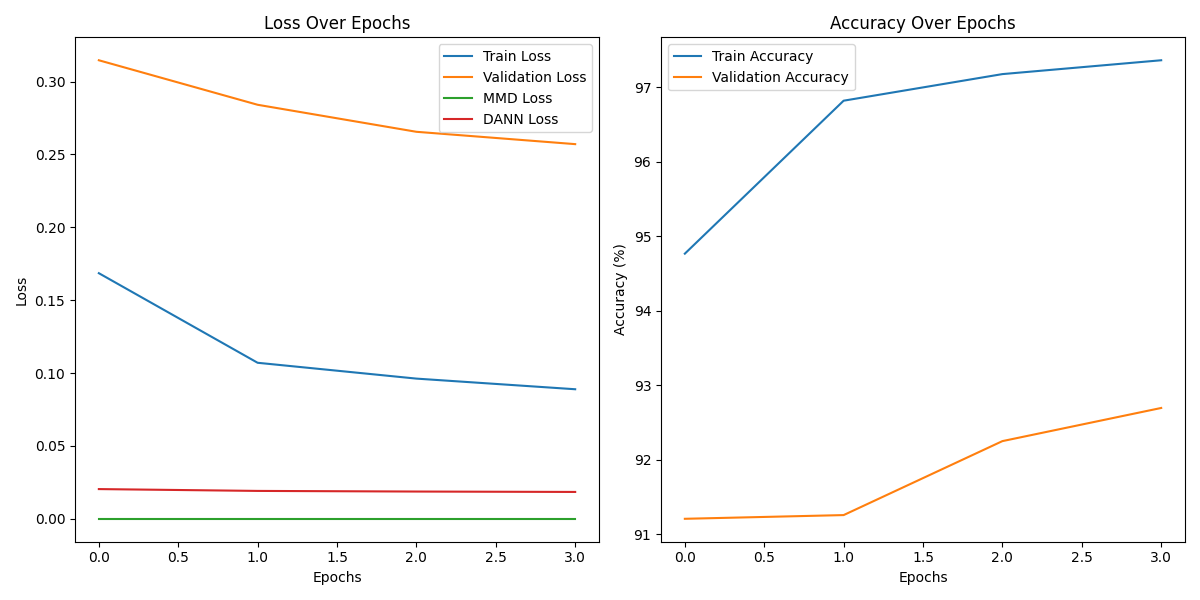 Loss Over Epochs
Train Loss
Validation Loss
MMD Loss
DANN Loss
0.30
0.25
0.20
0.15
0.10
0.05
0.00
Loss
0.0 0.5 1.0 1.5 2.0 2.5 3.0
Epochs
Accuracy Over Epochs
Train Accuracy
Validation Accuracy
97
96
95
94
93
92
91
Accuracy (%)
0.0 0.5 1.0 1.5 2.0 2.5 3.0
Epochs